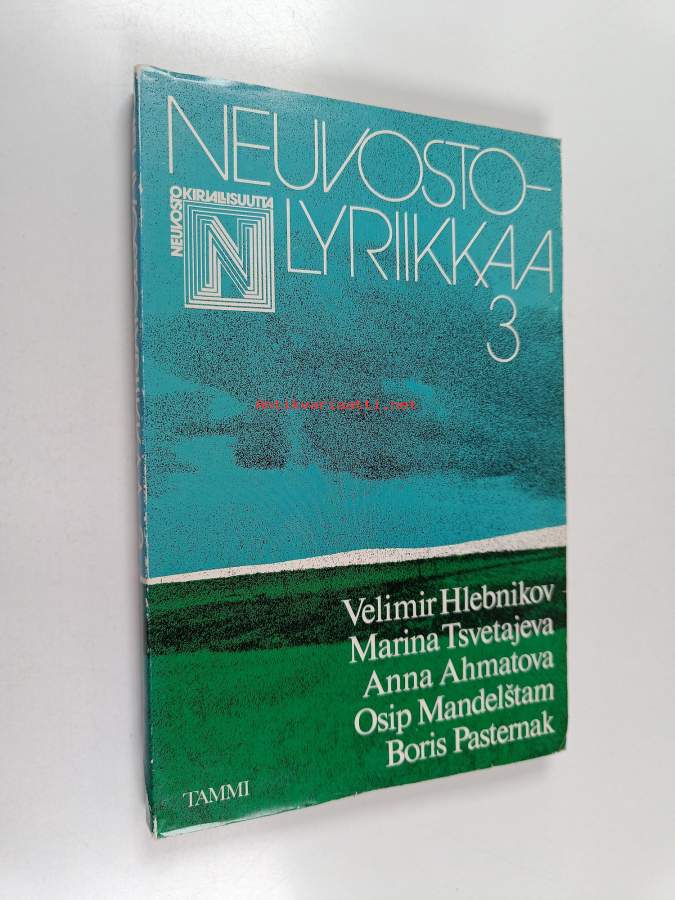 NEUVOSTO-
LYRIIKKAA
3
NEUVOSTOKIRJALLISUUTTA
N
Antikvariaatti.net
Velimir Hlebnikov
Marina Tsvetajeva
Anna Ahmatova
Osip Mandelštam
Boris Pasternak
TAMMI